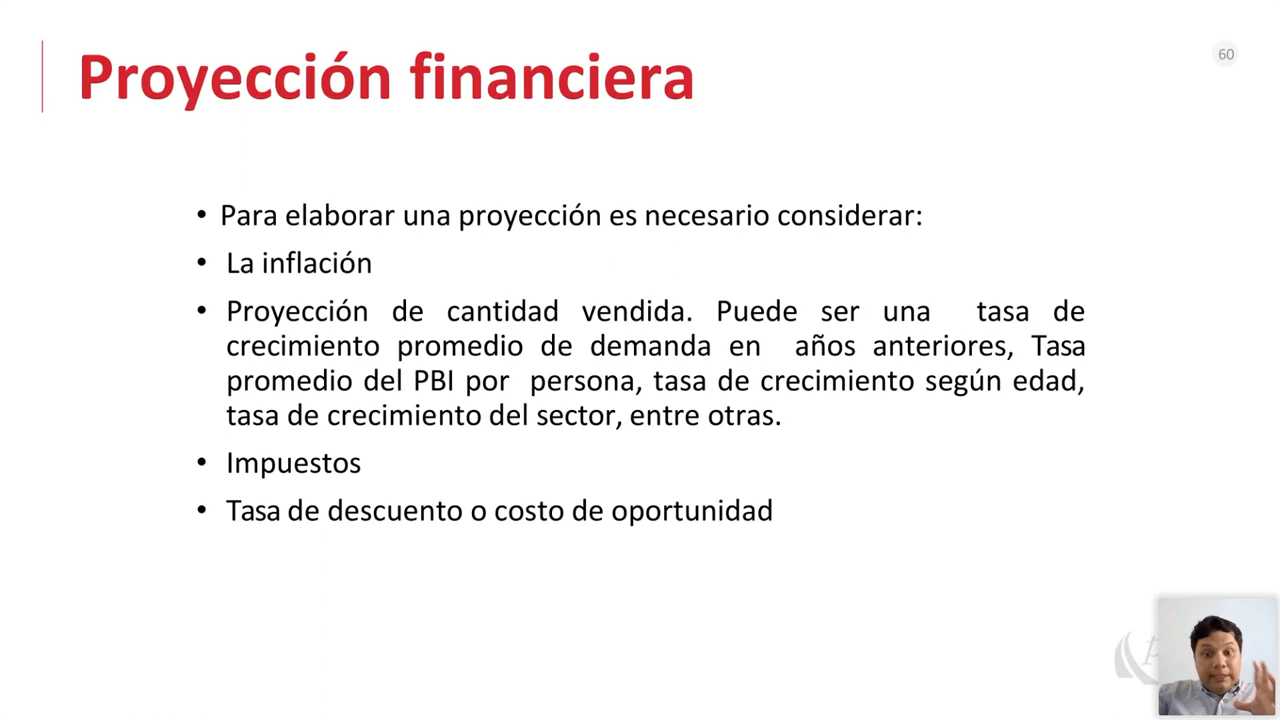 Proyección financiera
60
• Para elaborar una proyección es necesario considerar:
• La inflación
• Proyección de cantidad vendida. Puede ser una tasa de
crecimiento promedio de demanda en años anteriores, Tasa
promedio del PBI por persona, tasa de crecimiento según edad,
tasa de crecimiento del sector, entre otras.
• Impuestos
• Tasa de descuento o costo de oportunidad